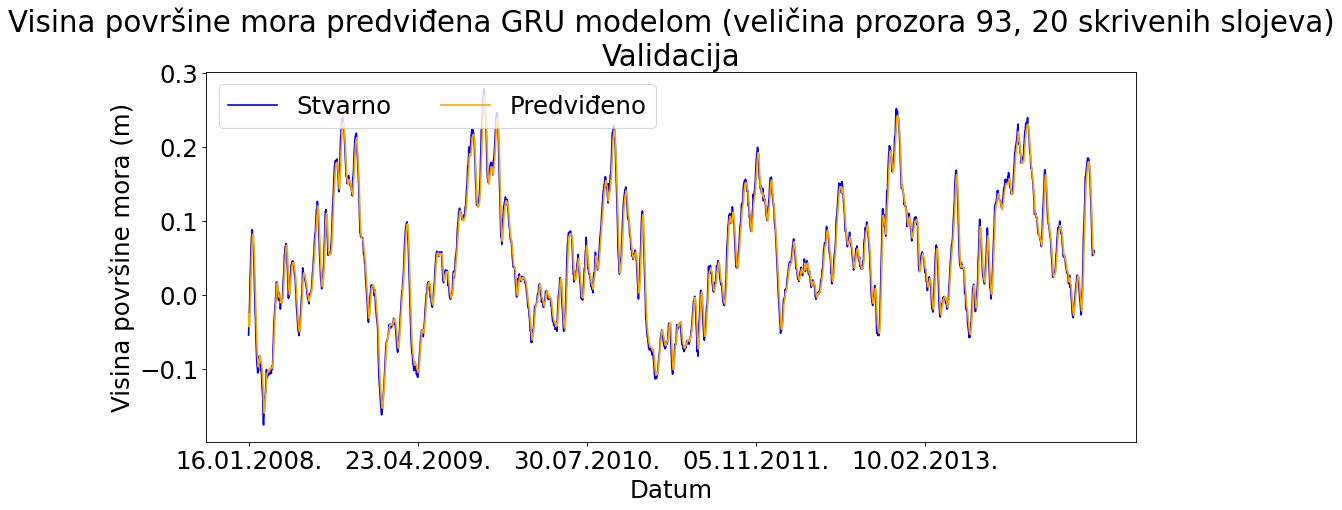 Visina površine mora predviđena GRU modelom (veličina prozora 93, 20 skrivenih slojeva)
Validacija
Stvarno
Predviđeno
Visina površine mora (m)
0.3
0.2
0.1
0.0
−0.1
16.01.2008.
23.04.2009.
30.07.2010.
05.11.2011.
10.02.2013.
Datum